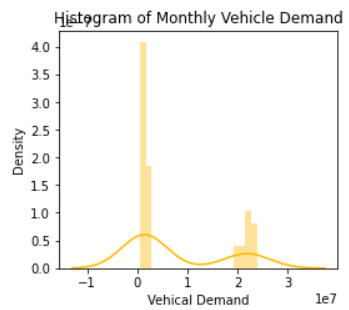 Histogram of Monthly Vehicle Demand
1e−7
4.0
3.5
3.0
2.5
2.0
1.5
1.0
0.5
0.0
Density
−1 0 1 2 3
1e7
Vehical Demand